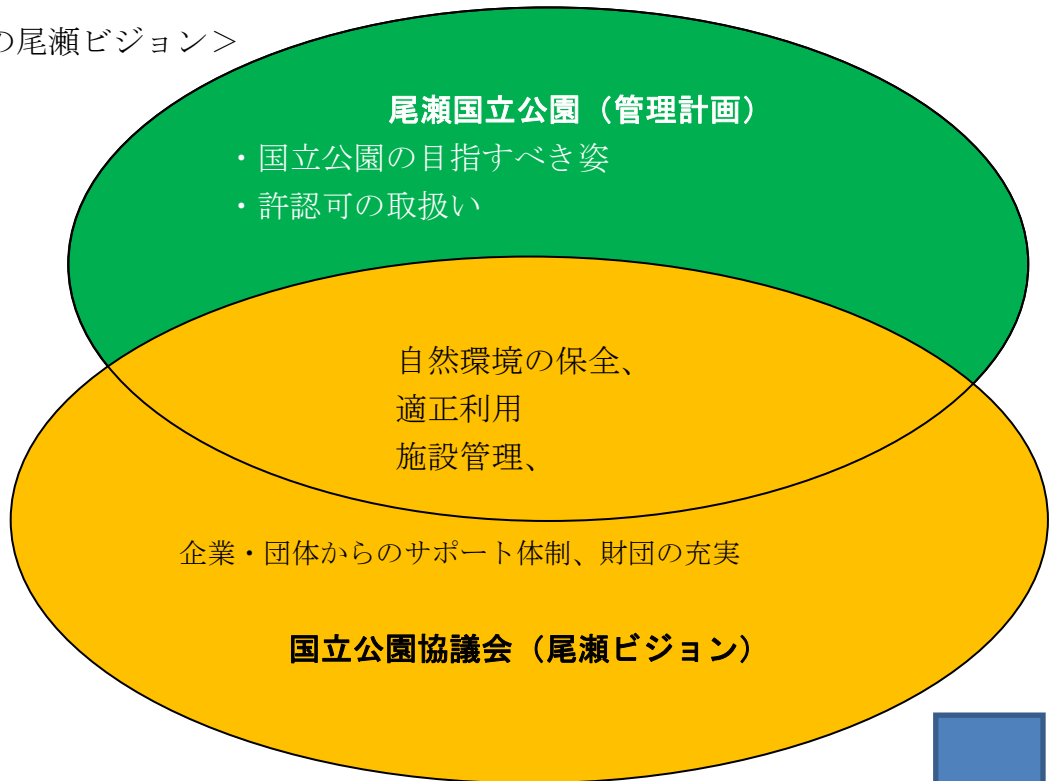 の尾瀬ビジョン＞
尾瀬国立公園（管理計画）
・国立公園の目指すべき姿
・許認可の取扱い
自然環境の保全、
適正利用
施設管理、
企業・団体からのサポート体制、財団の充実
国立公園協議会（尾瀬ビジョン）